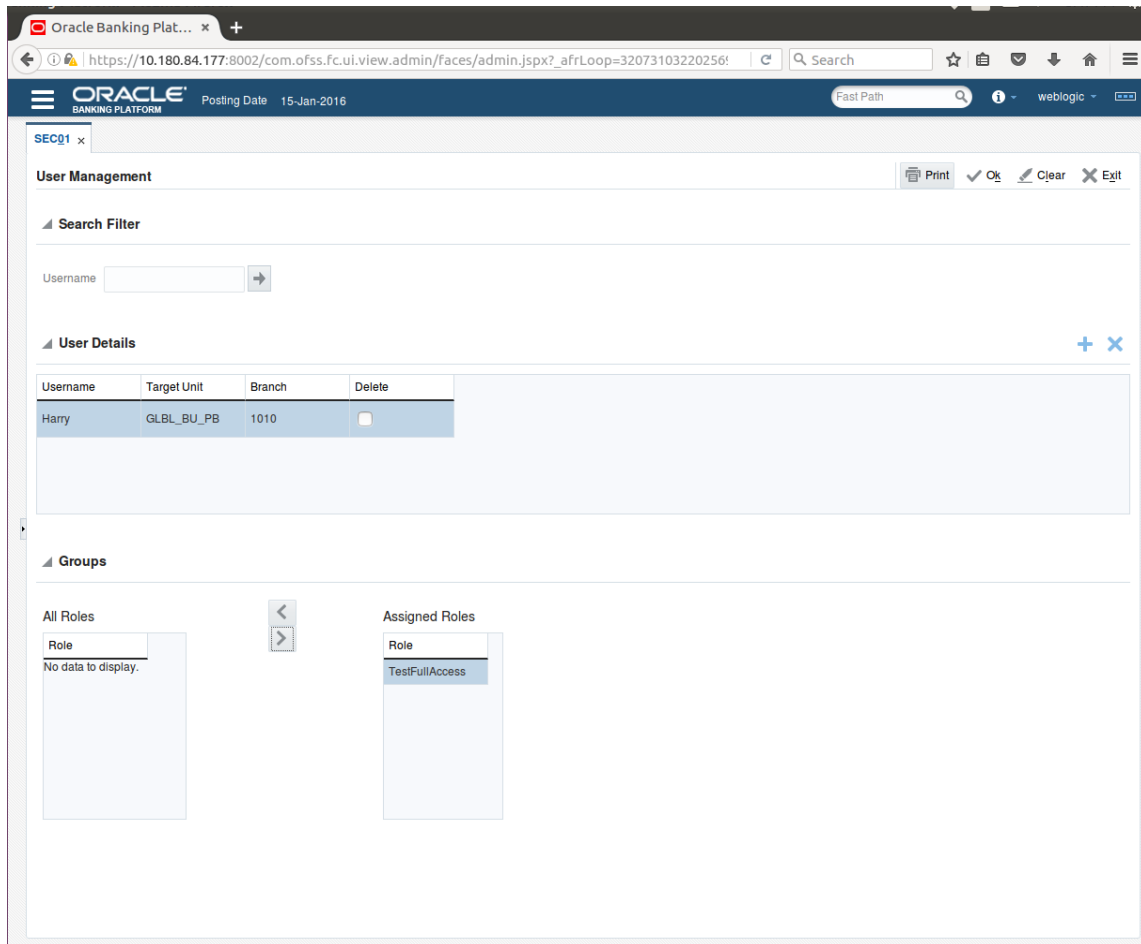 Oracle Banking Plat... × +
https://10.180.84.177:8002/com.ofss.fc.ui.view.admin/faces/admin.jspx?_afrLoop=3207310322025 Search
ORACLE BANKING PLATFORM Posting Date 15-Jan-2016 Fast Path weblogic
SEC01 ×
User Management Print Ok Clear Exit
Search Filter
Username
User Details
Username Target Unit Branch Delete
Harry GLBL_BU_PB 1010
Groups
All Roles Assigned Roles
Role Role
No data to display. TestFullAccess